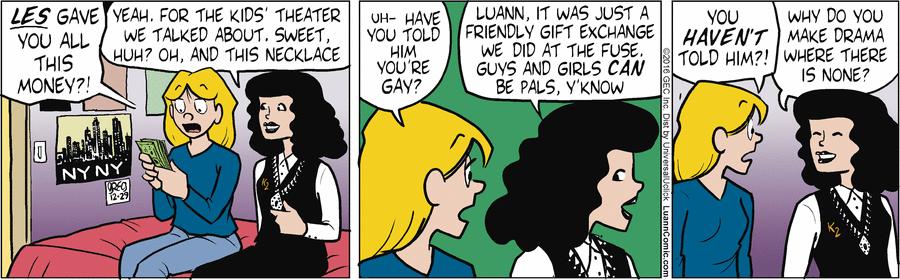 LES GAVE
YOU ALL
THIS
MONEY?!
YEAH. FOR THE KIDS' THEATER
WE TALKED ABOUT. SWEET,
HUH? OH, AND THIS NECKLACE
NY NY
GREG
12-29
K2
UH- HAVE
YOU TOLD
HIM
YOU'RE
GAY?
LUANN, IT WAS JUST A
FRIENDLY GIFT EXCHANGE
WE DID AT THE FUSE.
GUYS AND GIRLS CAN
BE PALS, Y'KNOW
©2016 GEC Inc. Dist by Universal Uclick LuannComic.com
YOU
HAVEN'T
TOLD HIM?!
WHY DO YOU
MAKE DRAMA
WHERE THERE
IS NONE?
K2